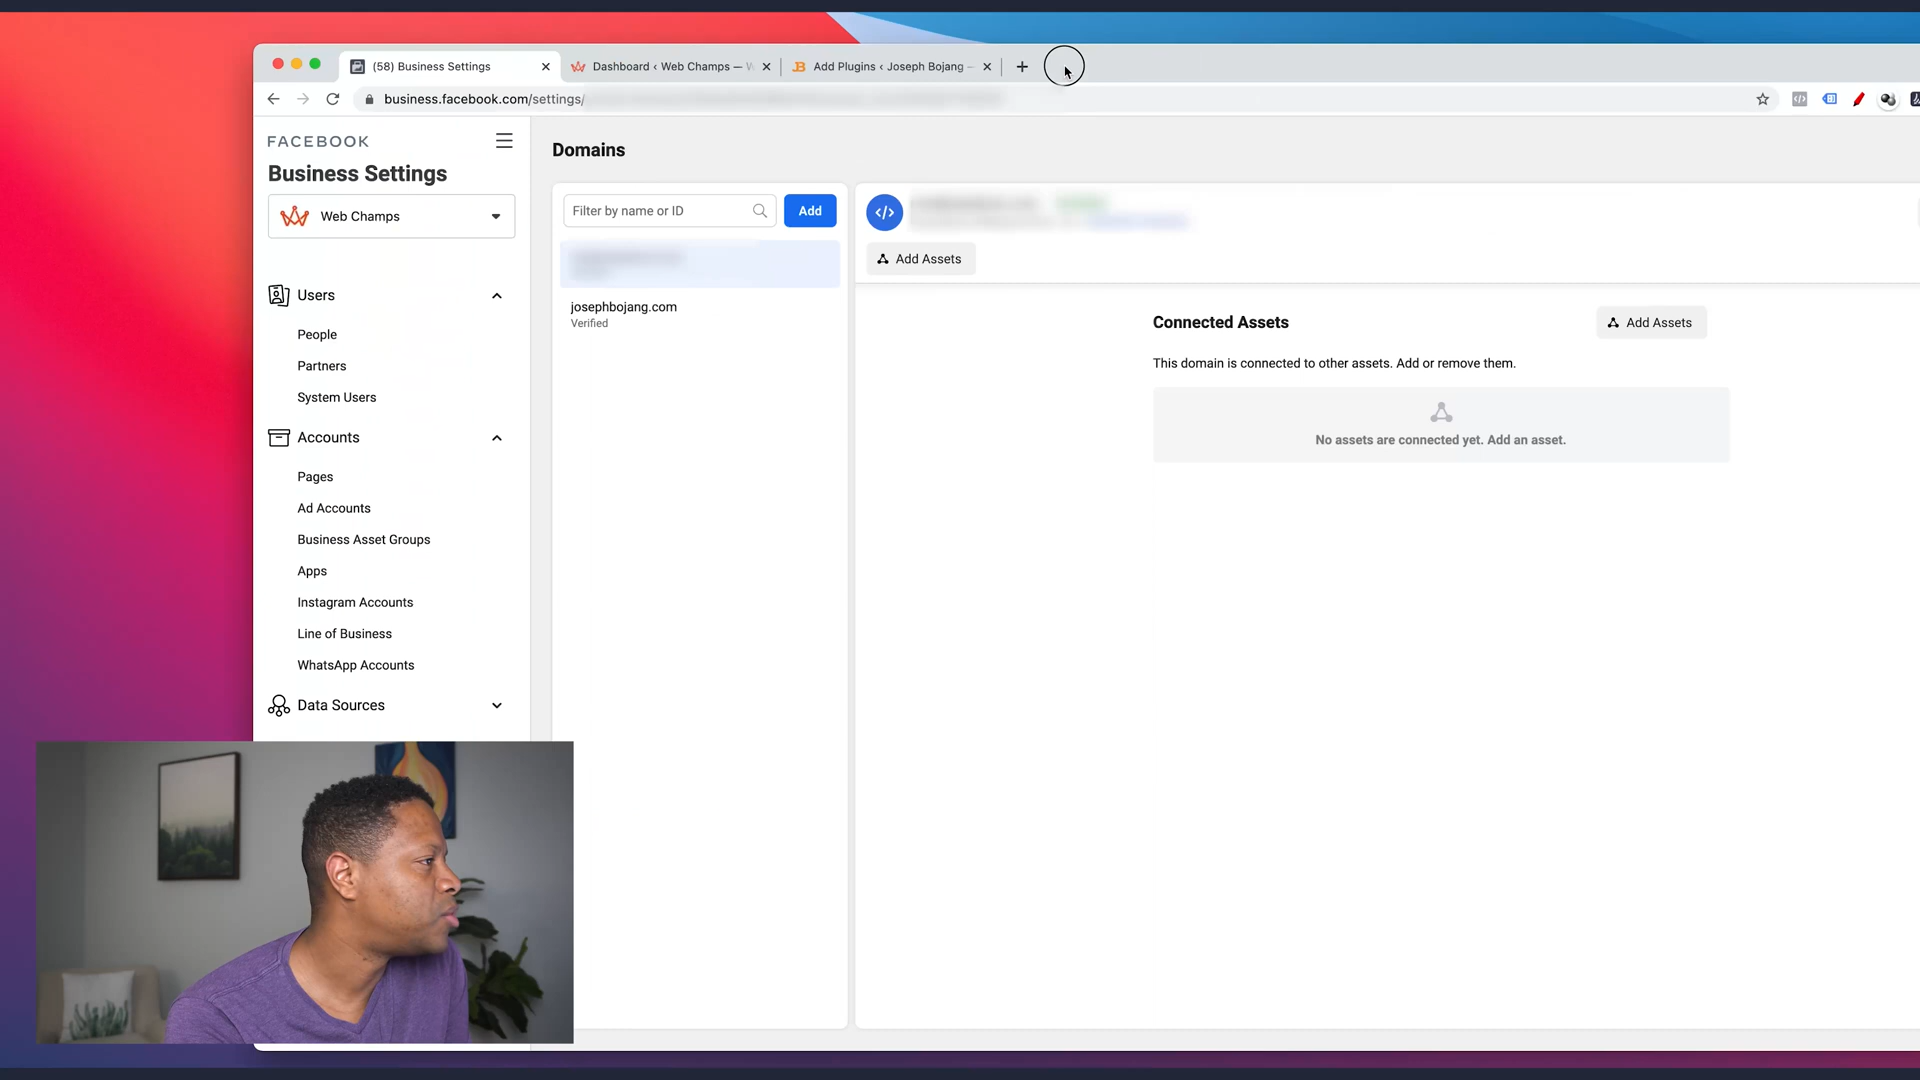 (58) Business Settings
Dashboard ‹ Web Champs —
Add Plugins ‹ Joseph Bojang –
business.facebook.com/settings/
FACEBOOK
Business Settings
Web Champs
Users
People
Partners
System Users
Accounts
Pages
Ad Accounts
Business Asset Groups
Apps
Instagram Accounts
Line of Business
WhatsApp Accounts
Data Sources
Domains
Filter by name or ID
Add
josephbojang.com
Verified
Add Assets
Connected Assets
Add Assets
This domain is connected to other assets. Add or remove them.
No assets are connected yet. Add an asset.